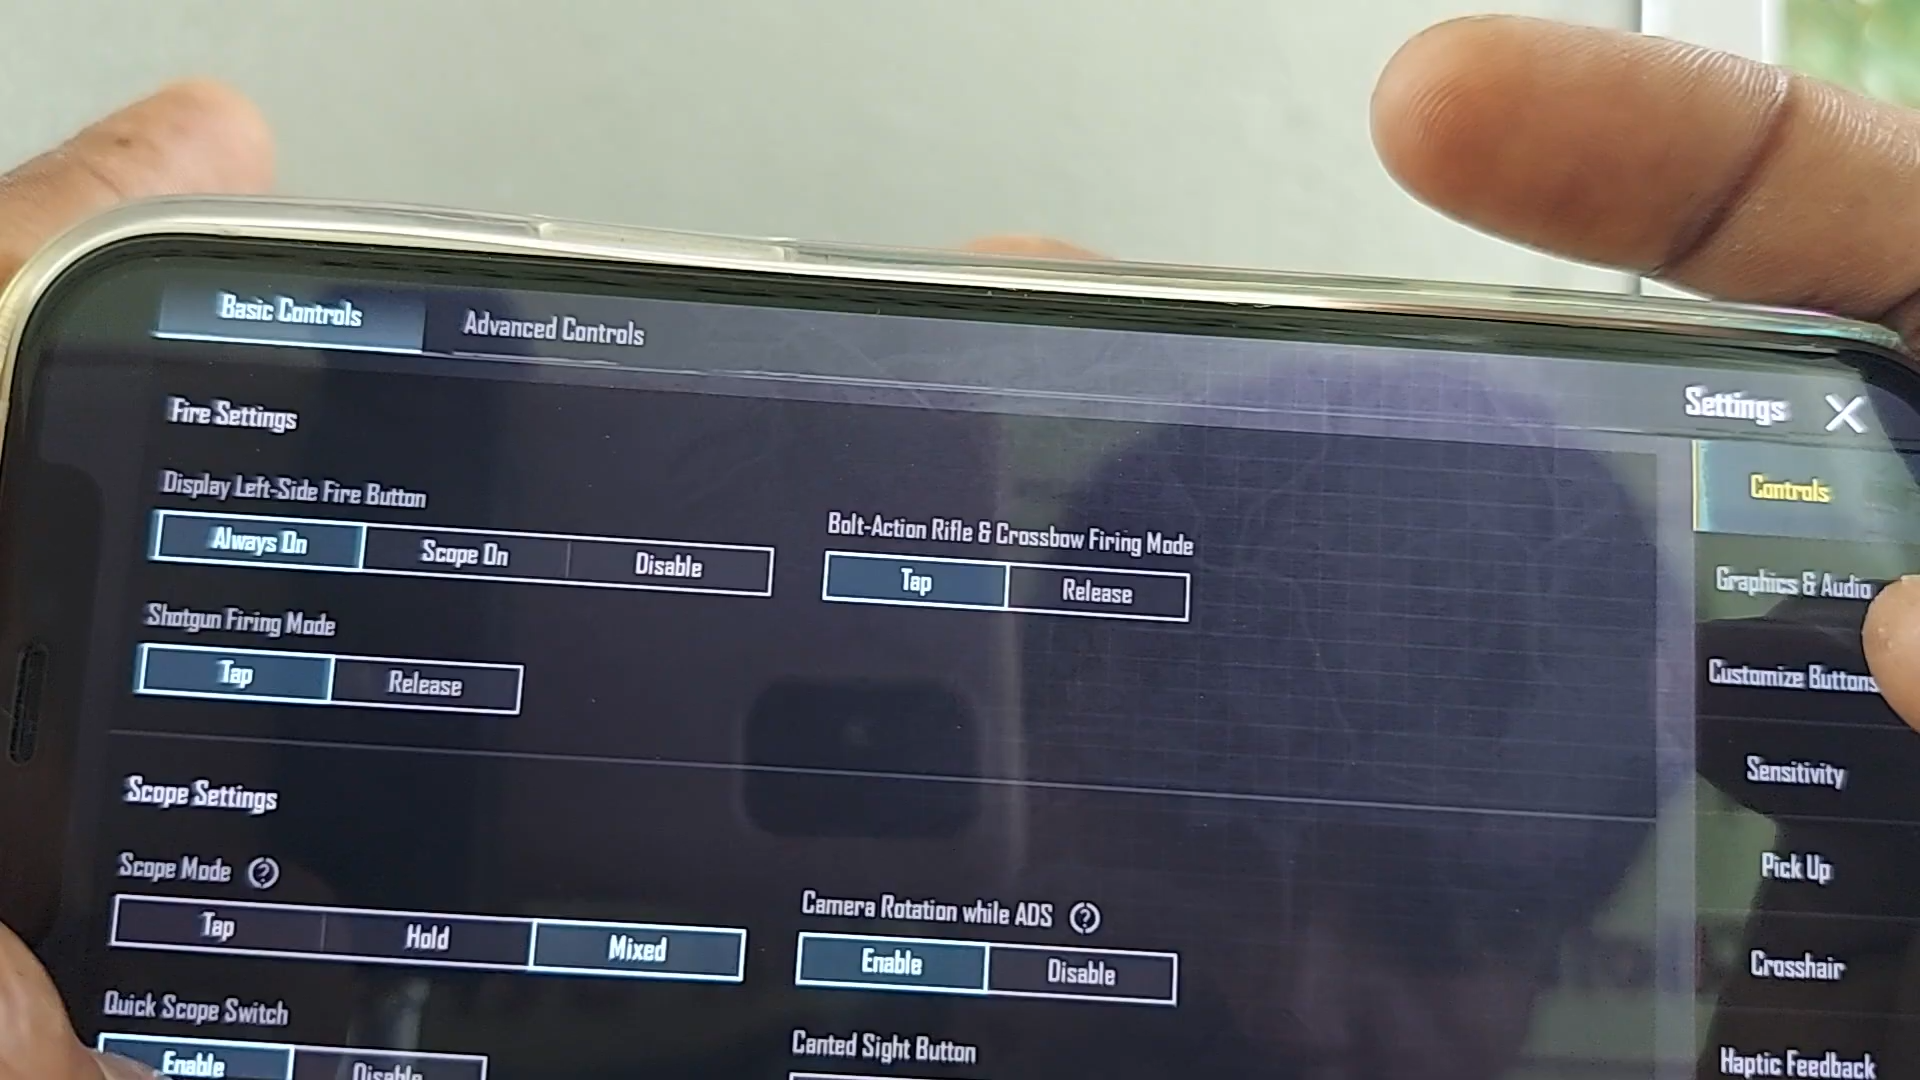 Basic Controls
Advanced Controls
Settings
Fire Settings
Controls
Display Left-Side Fire Button
Always On
Scope On
Disable
Bolt-Action Rifle & Crossbow Firing Mode
Tap
Release
Graphics & Audio
Shotgun Firing Mode
Tap
Release
Customize Buttons
Sensitivity
Scope Settings
Pick Up
Scope Mode
Tap
Hold
Mixed
Camera Rotation while ADS
Enable
Disable
Crosshair
Quick Scope Switch
Enable
Disable
Canted Sight Button
Haptic Feedback